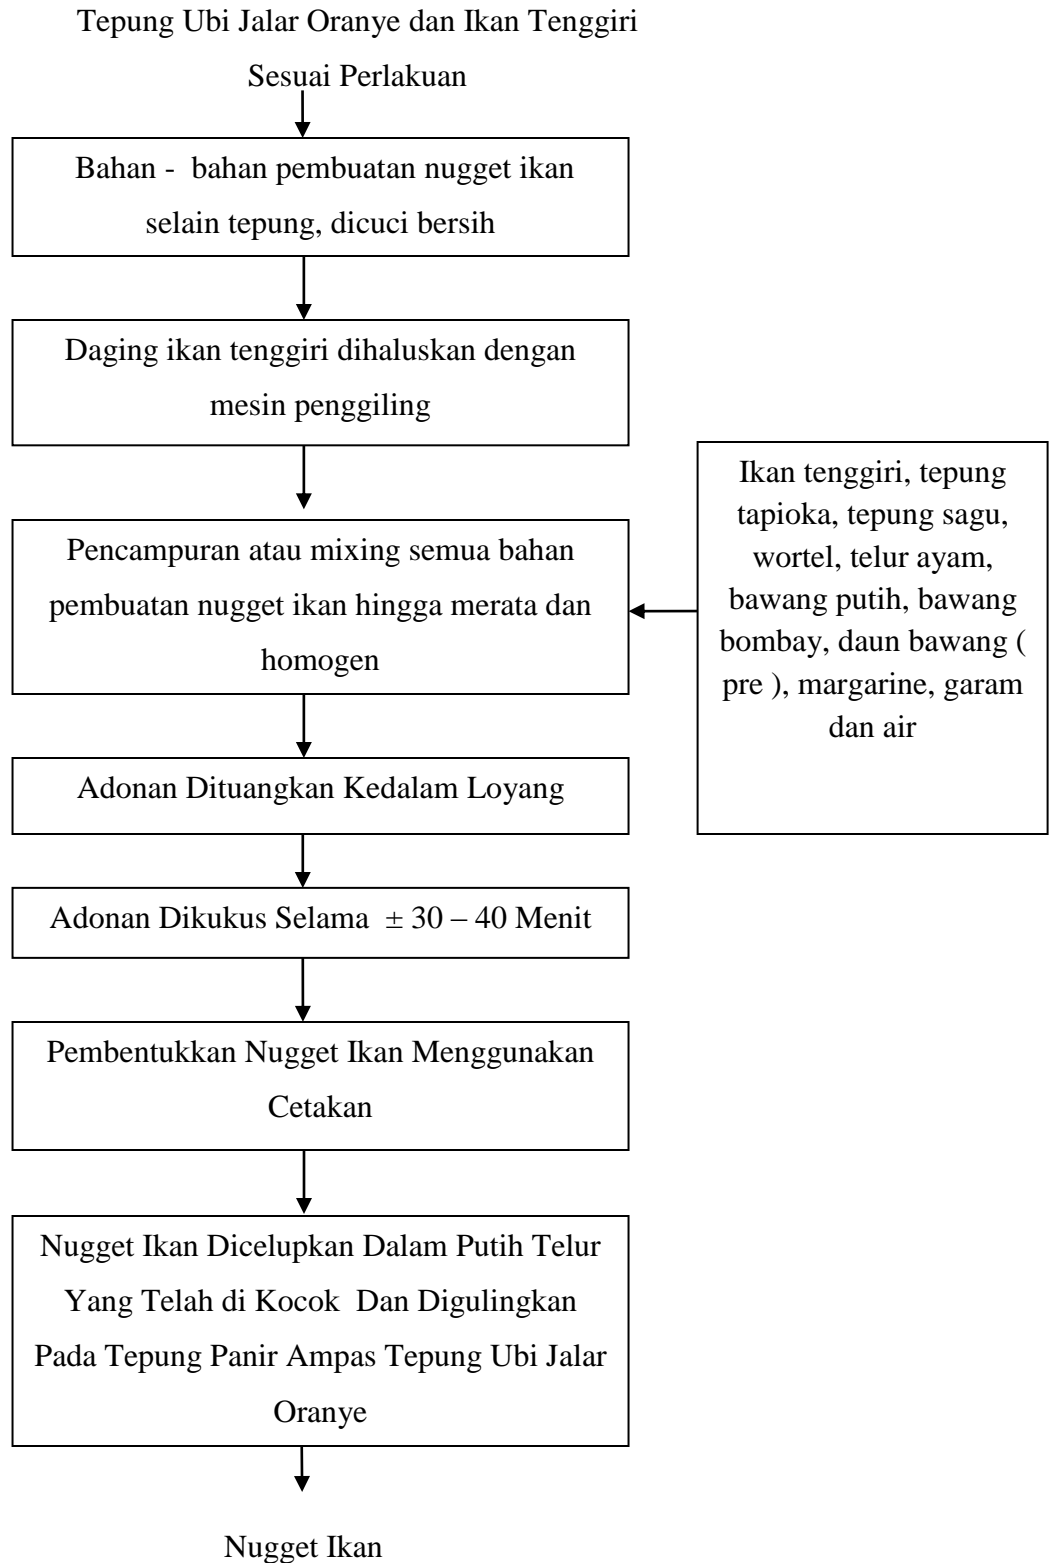 Tepung Ubi Jalar Oranye dan Ikan Tenggiri
Sesuai Perlakuan
Bahan - bahan pembuatan nugget ikan
selain tepung, dicuci bersih
Daging ikan tenggiri dihaluskan dengan
mesin penggiling
Pencampuran atau mixing semua bahan
pembuatan nugget ikan hingga merata dan
homogen
Ikan tenggiri, tepung
tapioka, tepung sagu,
wortel, telur ayam,
bawang putih, bawang
bombay, daun bawang (
pre ), margarine, garam
dan air
Adonan Dituangkan Kedalam Loyang
Adonan Dikukus Selama ± 30 – 40 Menit
Pembentukkan Nugget Ikan Menggunakan
Cetakan
Nugget Ikan Dicelupkan Dalam Putih Telur
Yang Telah di Kocok Dan Digulingkan
Pada Tepung Panir Ampas Tepung Ubi Jalar
Oranye
Nugget Ikan